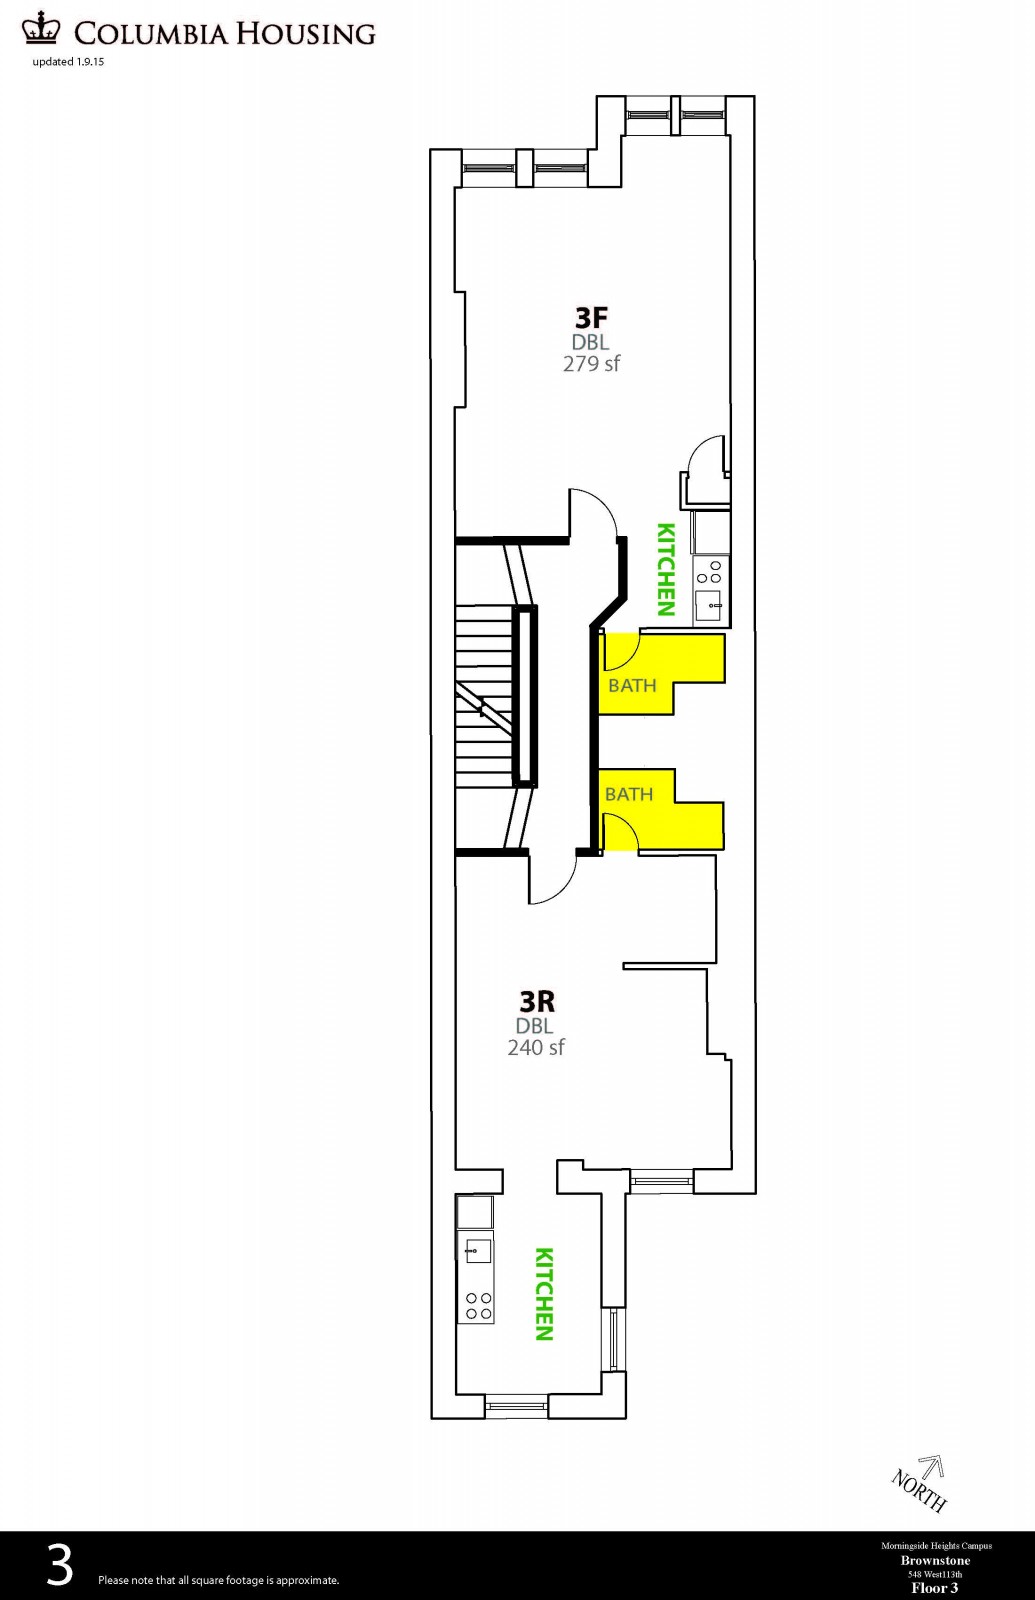 COLUMBIA HOUSING
updated 1.9.15
3F
DBL
279 sf
KITCHEN
BATH
BATH
3R
DBL
240 sf
KITCHEN
NORTH
3
Please note that all square footage is approximate.
Morningside Heights Campus
Brownstone
548 West113th
Floor 3